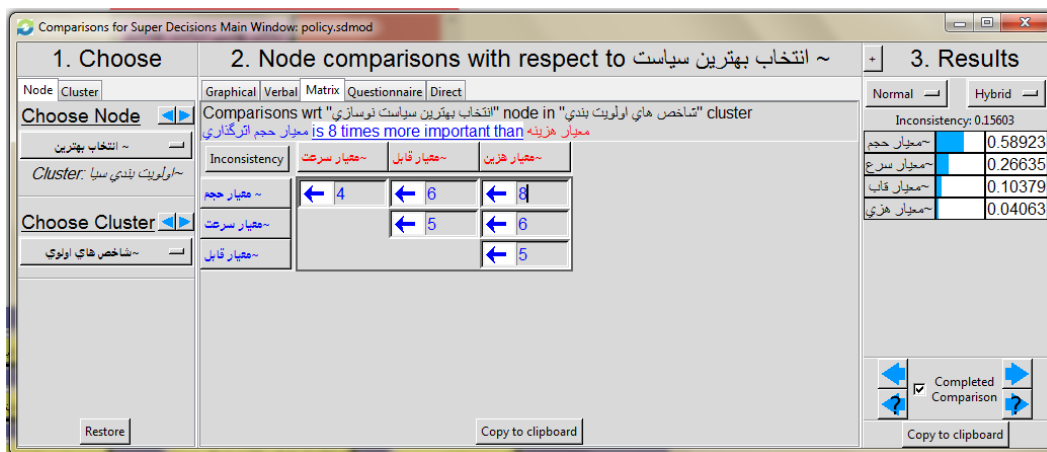 Comparisons for Super Decisions Main Window: policy.sdmod
1. Choose
Node Cluster
Choose Node
~ انتخاب بهترين
Cluster: ~اولويت بندي سيا
Choose Cluster
~شاخص هاي اولوي
Restore
2. Node comparisons with respect to انتخاب بهترين سياست ~
Graphical Verbal Matrix Questionnaire Direct
Comparisons wrt "انتخاب بهترين سياست نوسازي" node in "شاخص هاي اولويت بندي" cluster
معيار حجم اثرگذاري is 8 times more important than معيار هزينه
Inconsistency ~معيار سرعت ~معيار قابل ~معيار هزين
~ معيار حجم 4 6 8
~معيار سرعت 5 6
~معيار قابل 5
Copy to clipboard
+ 3. Results
Normal Hybrid
Inconsistency: 0.15603
~معيار حجم 0.58923
~معيار سرع 0.26635
~معيار قاب 0.10379
~معيار هزي 0.04063
Completed
Comparison
? ?
Copy to clipboard